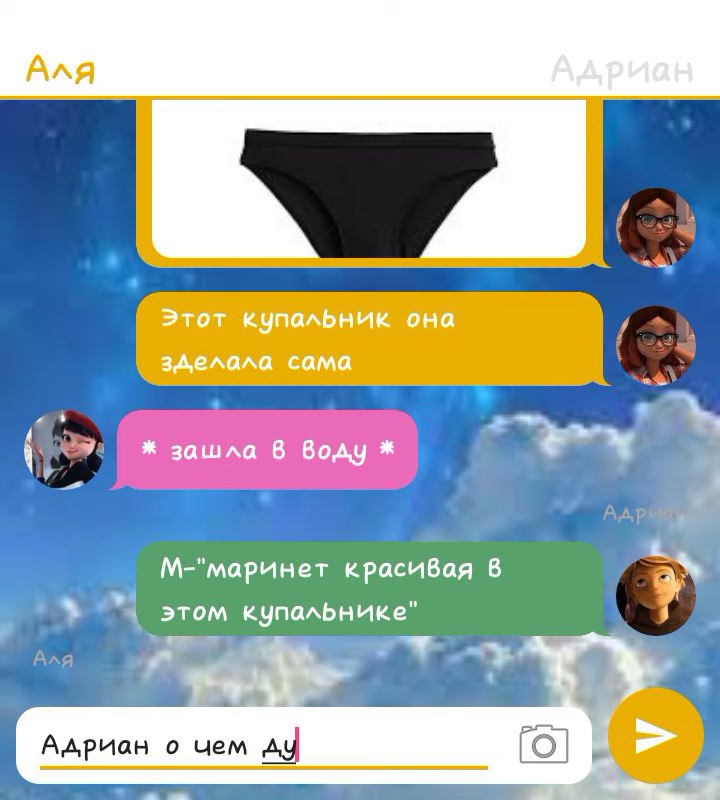 Аля
Адриан
Этот купальник она
зделала сама
* зашла в воду *
Адриан
М-"маринет красивая в
этом купальнике"
Аля
Адриан о чем ду